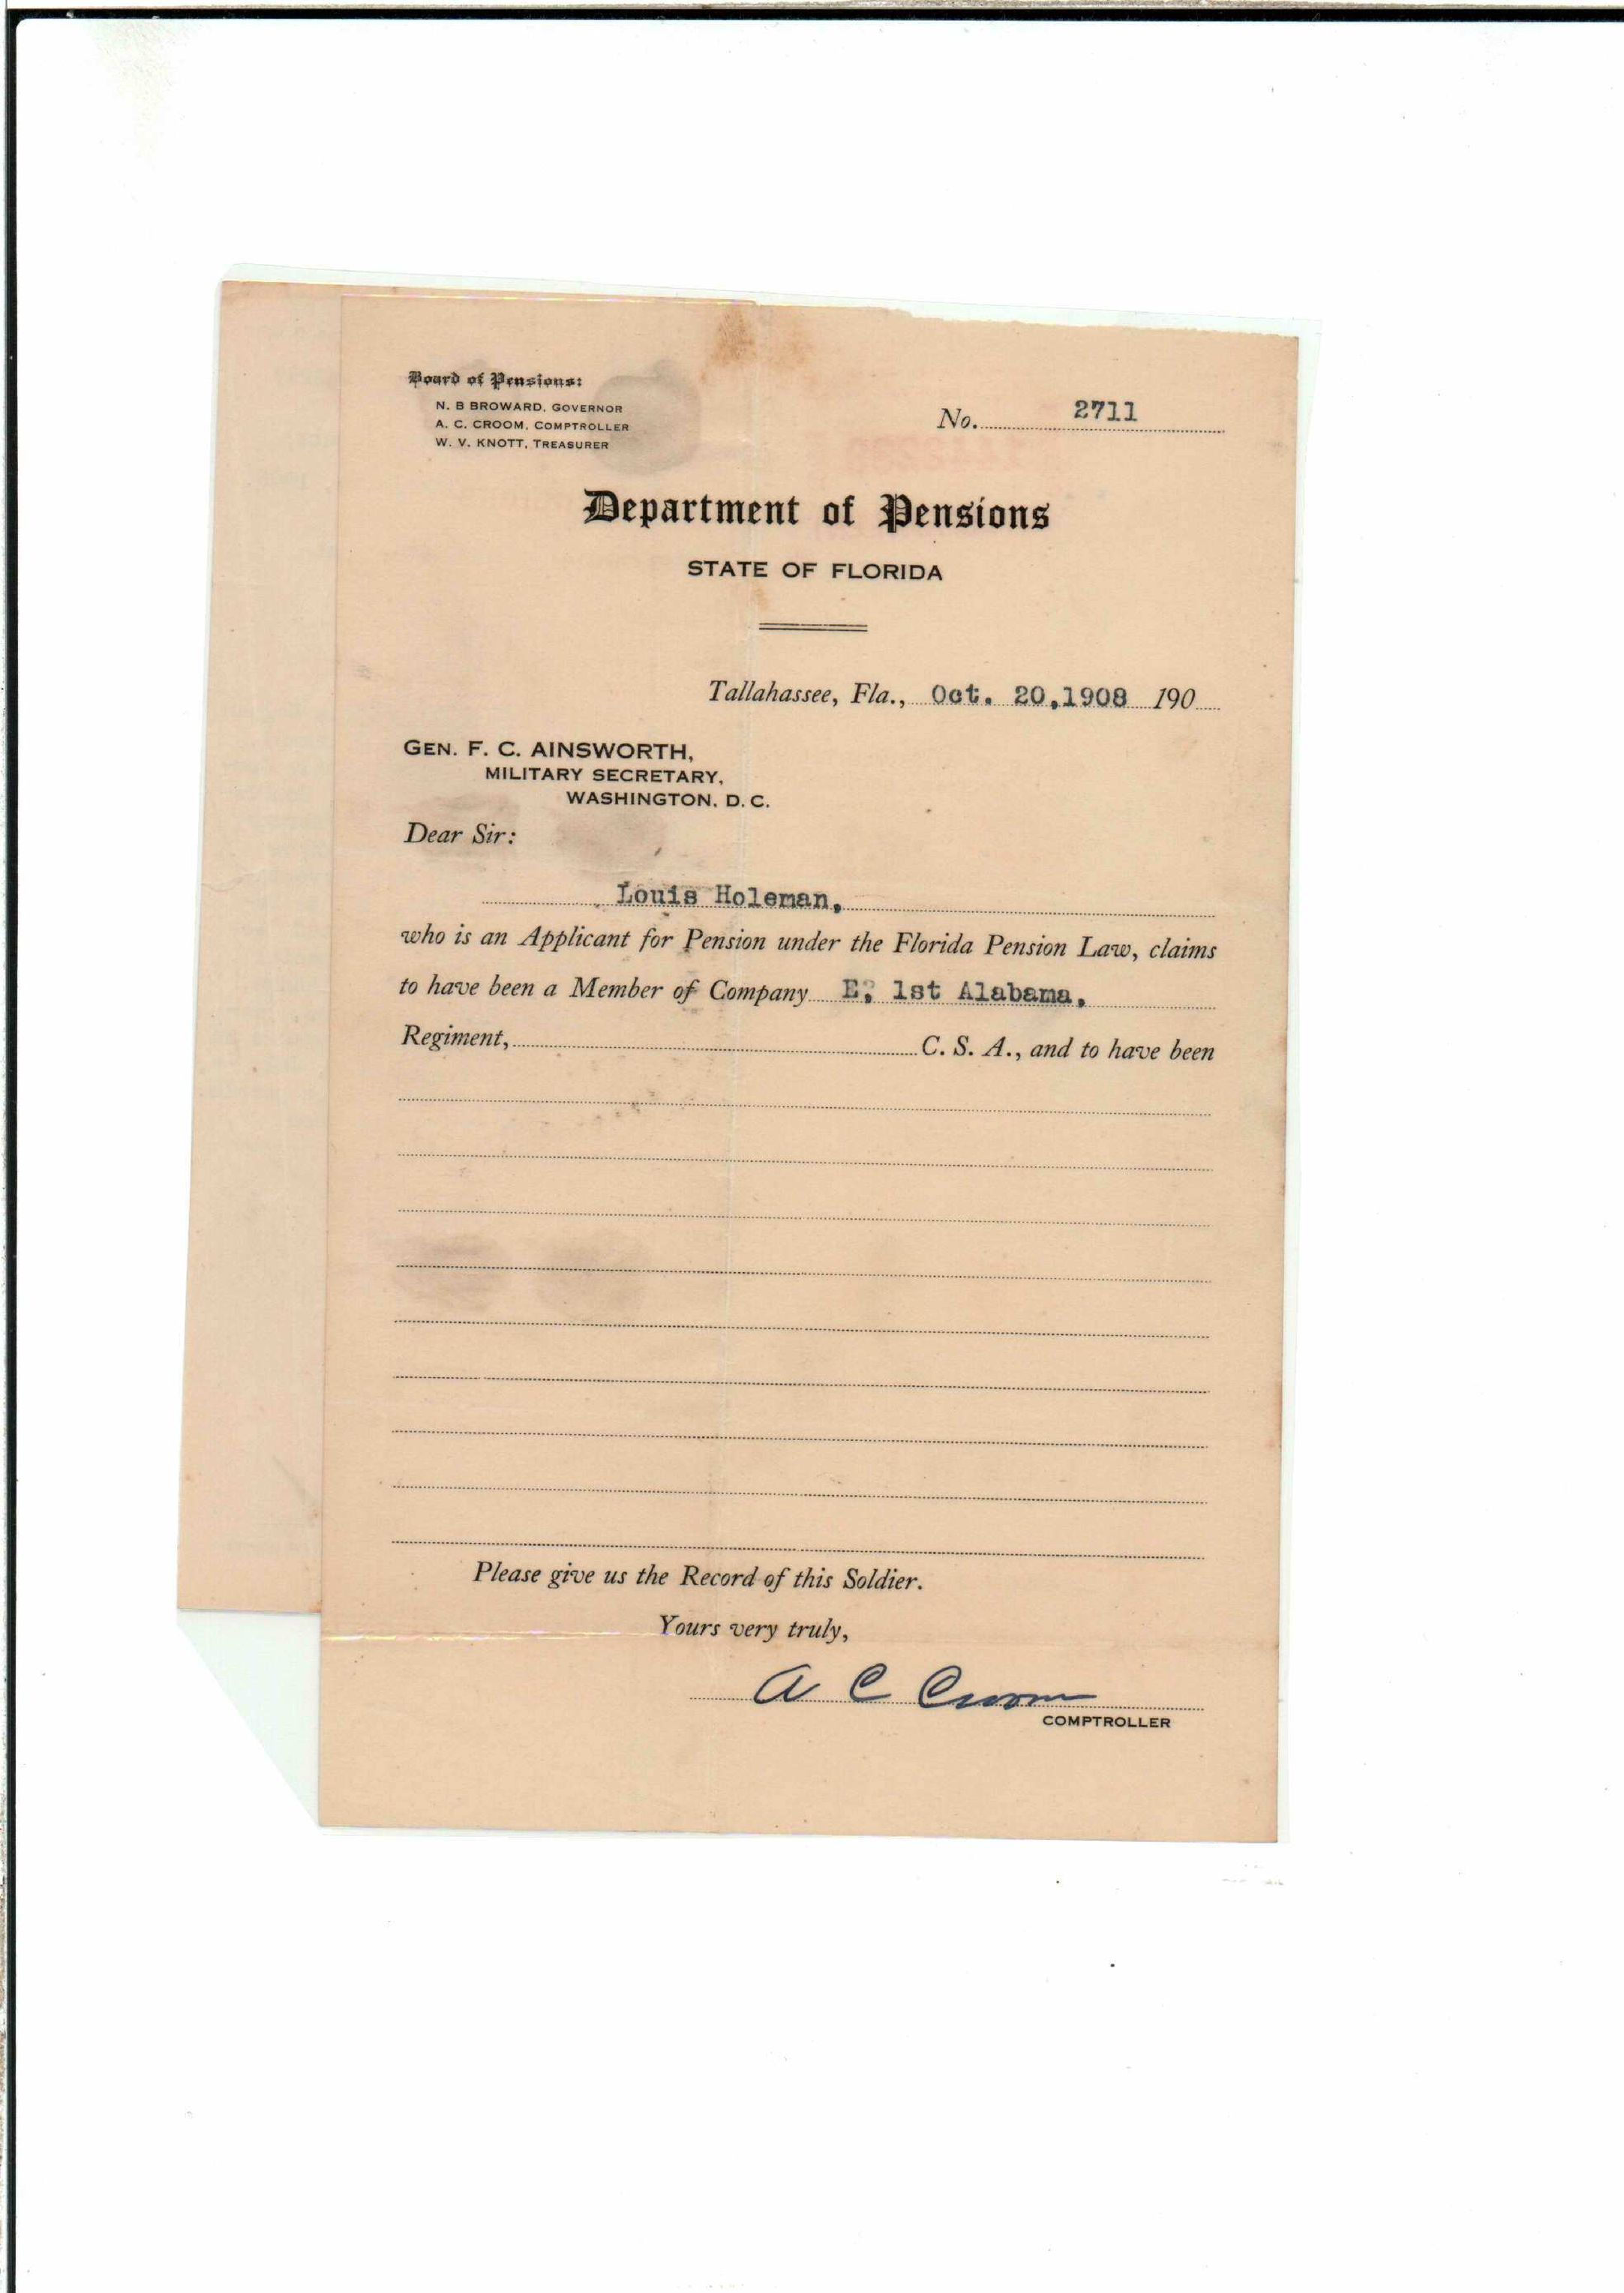 Board of Pensions:
N. B BROWARD, GOVERNOR
A. C. CROOM, COMPTROLLER
W. V. KNOTT, TREASURER
No. 2711
Department of Pensions
STATE OF FLORIDA
Tallahassee, Fla., Oct. 20,1908 190
GEN. F. C. AINSWORTH,
MILITARY SECRETARY,
WASHINGTON, D. C.
Dear Sir:
Louis Holeman,
who is an Applicant for Pension under the Florida Pension Law, claims
to have been a Member of Company E, 1st Alabama,
Regiment, C. S. A., and to have been
Please give us the Record of this Soldier.
Yours very truly,
A C Croom
COMPTROLLER